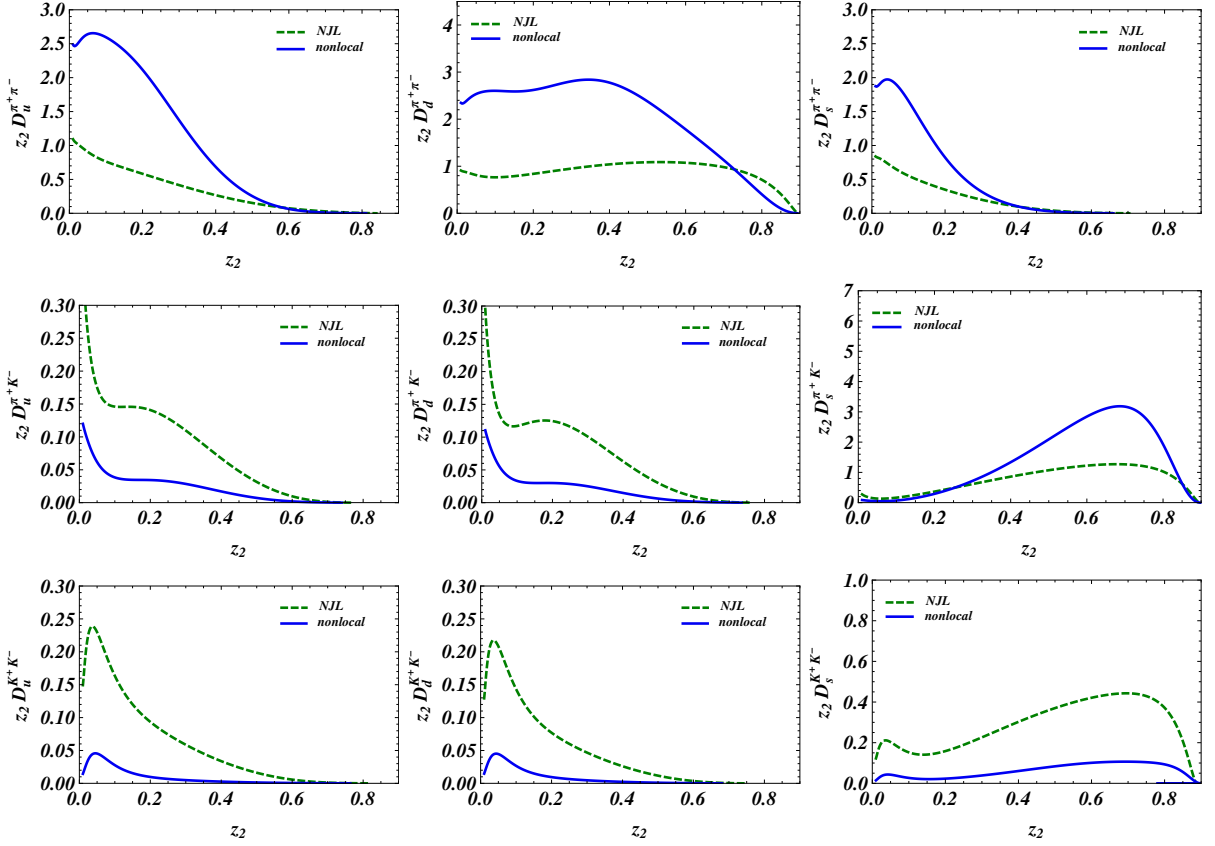 z₂ D_u^{π⁺π⁻}
3.0
2.5
2.0
1.5
1.0
0.5
0.0
NJL
nonlocal
0.0 0.2 0.4 0.6 0.8
z₂
z₂ D_d^{π⁺π⁻}
4
3
2
1
0
NJL
nonlocal
0.0 0.2 0.4 0.6 0.8
z₂
z₂ D_s^{π⁺π⁻}
3.0
2.5
2.0
1.5
1.0
0.5
0.0
NJL
nonlocal
0.0 0.2 0.4 0.6 0.8
z₂
z₂ D_u^{π⁺K⁻}
0.30
0.25
0.20
0.15
0.10
0.05
0.00
NJL
nonlocal
0.0 0.2 0.4 0.6 0.8
z₂
z₂ D_d^{π⁺K⁻}
0.30
0.25
0.20
0.15
0.10
0.05
0.00
NJL
nonlocal
0.0 0.2 0.4 0.6 0.8
z₂
z₂ D_s^{π⁺K⁻}
7
6
5
4
3
2
1
0
NJL
nonlocal
0.0 0.2 0.4 0.6 0.8
z₂
z₂ D_u^{K⁺K⁻}
0.30
0.25
0.20
0.15
0.10
0.05
0.00
NJL
nonlocal
0.0 0.2 0.4 0.6 0.8
z₂
z₂ D_d^{K⁺K⁻}
0.30
0.25
0.20
0.15
0.10
0.05
0.00
NJL
nonlocal
0.0 0.2 0.4 0.6 0.8
z₂
z₂ D_s^{K⁺K⁻}
1.0
0.8
0.6
0.4
0.2
0.0
NJL
nonlocal
0.0 0.2 0.4 0.6 0.8
z₂